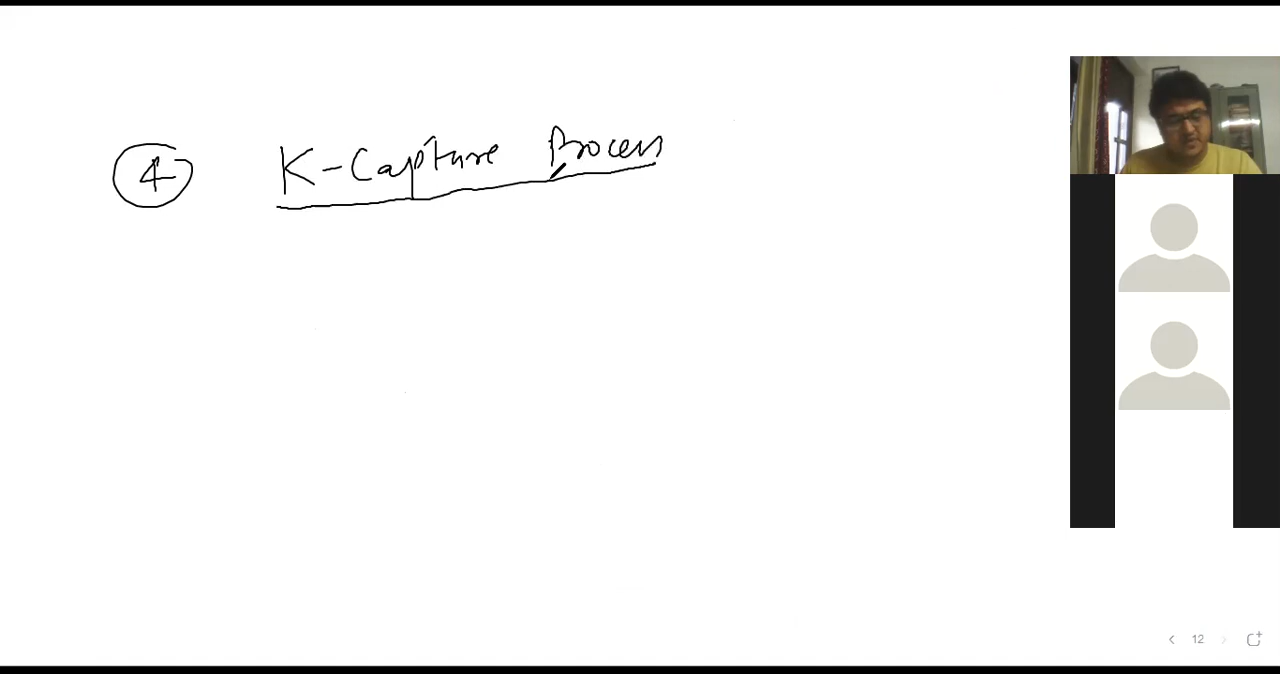 ④ K-Capture Process
< 12 >